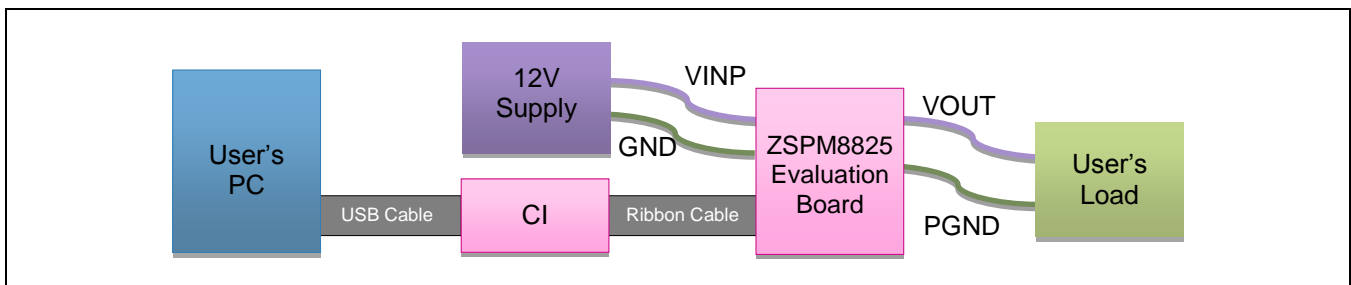 User's
PC
USB Cable
CI
Ribbon Cable
12V
Supply
VINP
GND
ZSPM8825
Evaluation
Board
VOUT
PGND
User's
Load